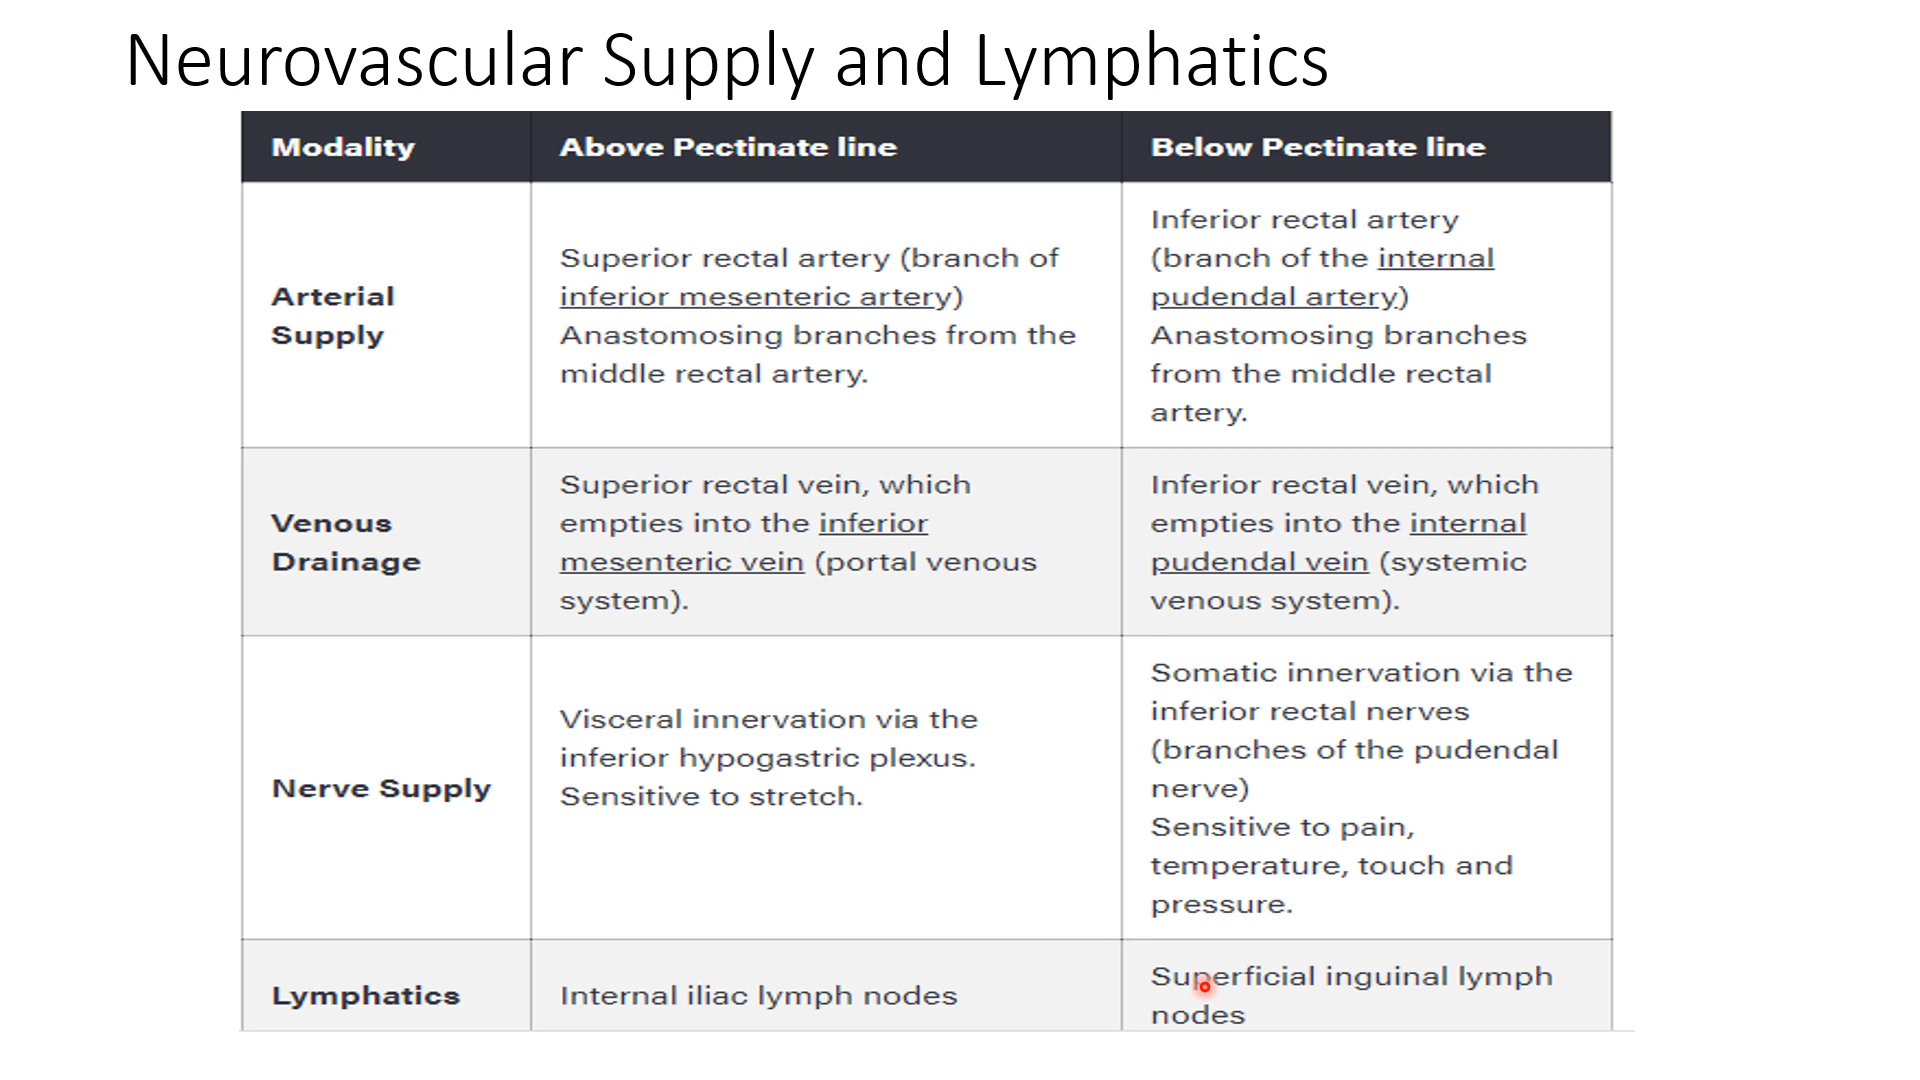 Neurovascular Supply and Lymphatics
Modality
Above Pectinate line
Below Pectinate line
Arterial
Supply
Superior rectal artery (branch of
inferior mesenteric artery)
Anastomosing branches from the
middle rectal artery.
Inferior rectal artery
(branch of the internal
pudendal artery)
Anastomosing branches
from the middle rectal
artery.
Venous
Drainage
Superior rectal vein, which
empties into the inferior
mesenteric vein (portal venous
system).
Inferior rectal vein, which
empties into the internal
pudendal vein (systemic
venous system).
Nerve Supply
Visceral innervation via the
inferior hypogastric plexus.
Sensitive to stretch.
Somatic innervation via the
inferior rectal nerves
(branches of the pudendal
nerve)
Sensitive to pain,
temperature, touch and
pressure.
Lymphatics
Internal iliac lymph nodes
Superficial inguinal lymph
nodes